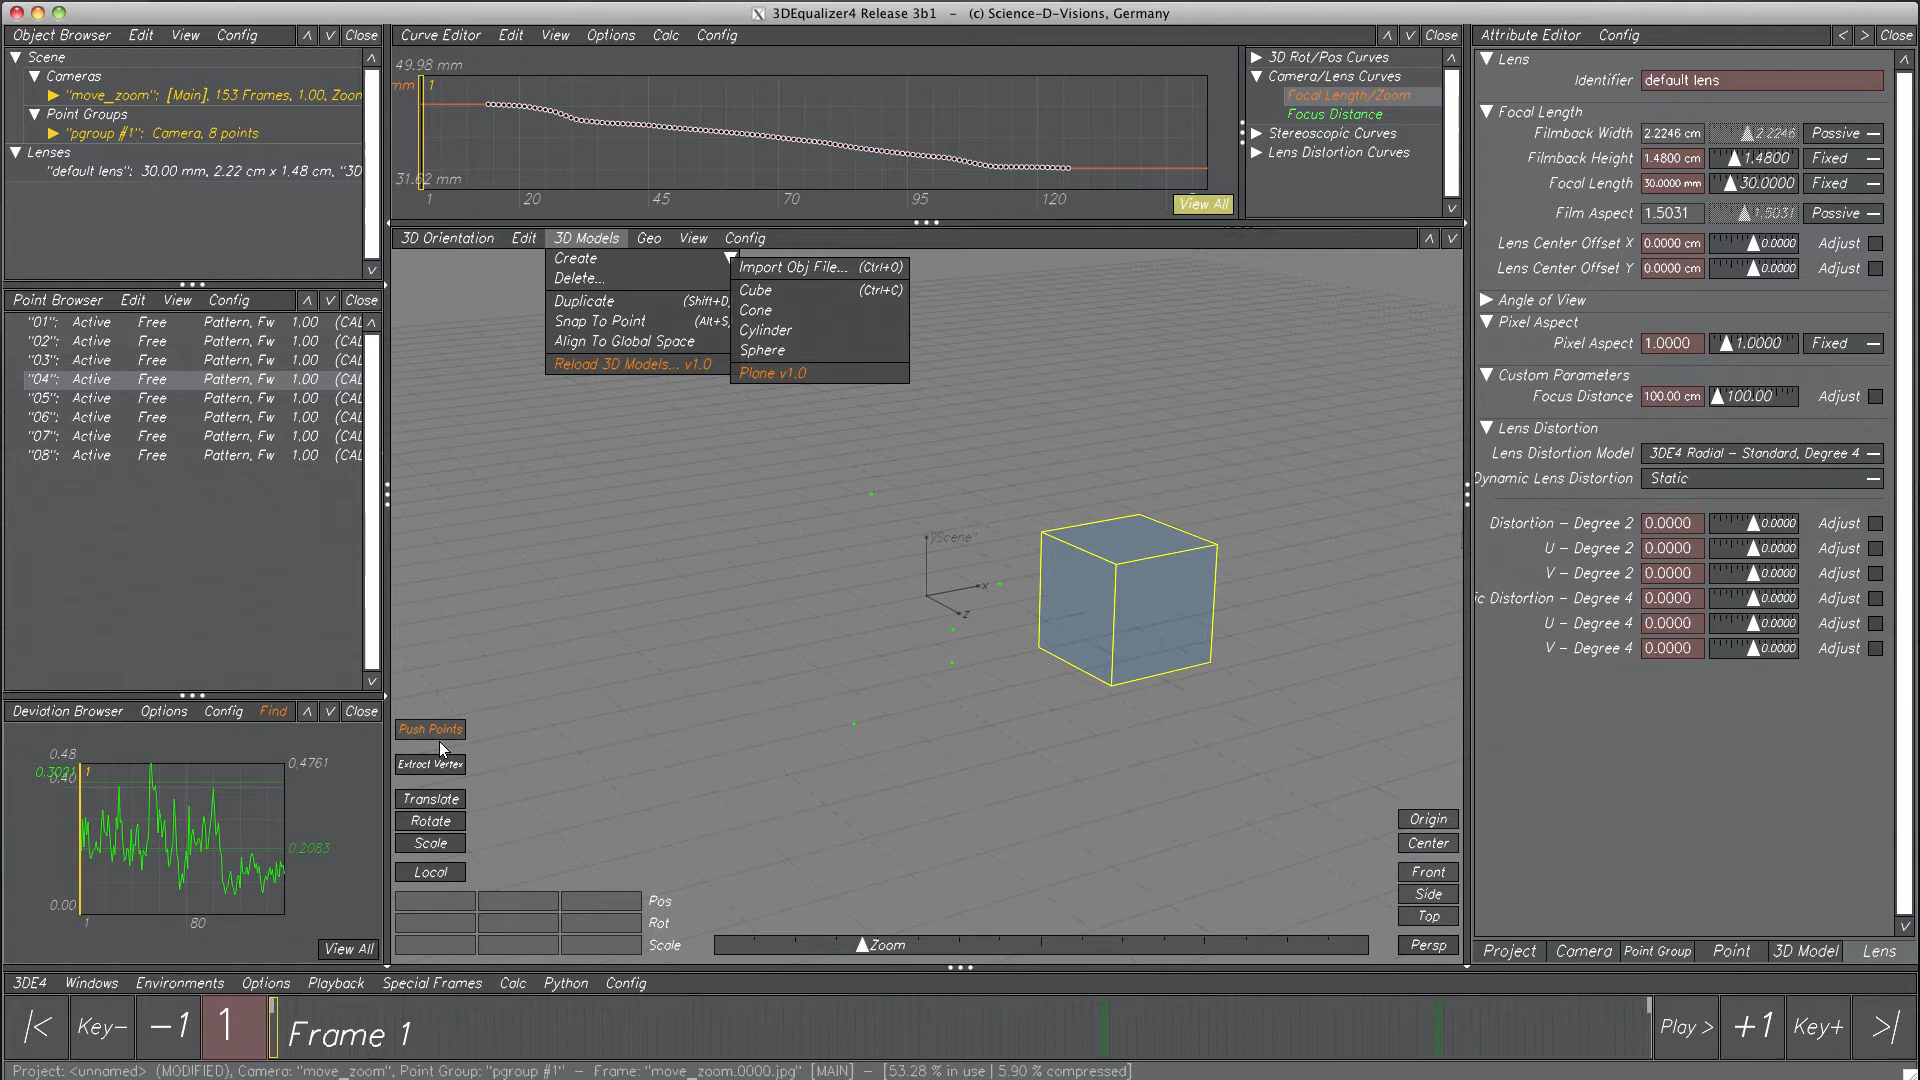 3DEqualizer4 Release 3b1 - (c) Science-D-Visions, Germany
Object Browser Edit View Config Close
Scene
Cameras
"move_zoom": [Main], 153 Frames, 1.00, Zoom
Point Groups
"pgroup #1": Camera, 8 points
Lenses
"default lens": 30.00 mm, 2.22 cm x 1.48 cm, "3D
Point Browser Edit View Config Close
"01": Active Free Pattern, Fw 1.00 (CAL
"02": Active Free Pattern, Fw 1.00 (CAL
"03": Active Free Pattern, Fw 1.00 (CAL
"04": Active Free Pattern, Fw 1.00 (CAL
"05": Active Free Pattern, Fw 1.00 (CAL
"06": Active Free Pattern, Fw 1.00 (CAL
"07": Active Free Pattern, Fw 1.00 (CAL
"08": Active Free Pattern, Fw 1.00 (CAL
Deviation Browser Options Config Find Close
0.48
0.3021
0.40
1
0.4761
0.2083
0.00
1 80
View All
Curve Editor Edit View Options Calc Config Close
49.98 mm
mm 1
31.62 mm
1 20 45 70 95 120
View All
3D Rot/Pos Curves
Camera/Lens Curves
Focal Length/Zoom
Focus Distance
Stereoscopic Curves
Lens Distortion Curves
3D Orientation Edit 3D Models Geo View Config
Create
Delete...
Duplicate (Shift+D
Snap To Point (Alt+S
Align To Global Space
Reload 3D Models... v1.0
Import Obj File... (Ctrl+O)
Cube (Ctrl+C)
Cone
Cylinder
Sphere
Plane v1.0
"Scene"
x
z
Push Points
Extract Vertex
Translate
Rotate
Scale
Local
Pos
Rot
Scale
Zoom
Origin
Center
Front
Side
Top
Persp
Attribute Editor Config < > Close
Lens
Identifier default lens
Focal Length
Filmback Width 2.2246 cm 2.2246 Passive
Filmback Height 1.4800 cm 1.4800 Fixed
Focal Length 30.0000 mm 30.0000 Fixed
Film Aspect 1.5031 1.5031 Passive
Lens Center Offset X 0.0000 cm 0.0000 Adjust
Lens Center Offset Y 0.0000 cm 0.0000 Adjust
Angle of View
Pixel Aspect
Pixel Aspect 1.0000 1.0000 Fixed
Custom Parameters
Focus Distance 100.00 cm 100.00 Adjust
Lens Distortion
Lens Distortion Model 3DE4 Radial - Standard, Degree 4
Dynamic Lens Distortion Static
Distortion - Degree 2 0.0000 0.0000 Adjust
U - Degree 2 0.0000 0.0000 Adjust
V - Degree 2 0.0000 0.0000 Adjust
ic Distortion - Degree 4 0.0000 0.0000 Adjust
U - Degree 4 0.0000 0.0000 Adjust
V - Degree 4 0.0000 0.0000 Adjust
Project Camera Point Group Point 3D Model Lens
3DE4 Windows Environments Options Playback Special Frames Calc Python Config
|< Key- -1 1 Frame 1 Play > +1 Key+ >|
Project: <unnamed> (MODIFIED), Camera: "move_zoom", Point Group: "pgroup #1" - Frame: "move_zoom.0000.jpg" [MAIN] - [53.28 % in use | 5.90 % compressed]